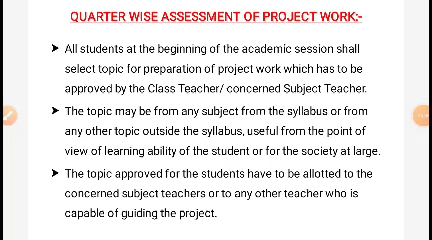 QUARTER WISE ASSESSMENT OF PROJECT WORK:-
➤ All students at the beginning of the academic session shall
select topic for preparation of project work which has to be
approved by the Class Teacher/ concerned Subject Teacher.
➤ The topic may be from any subject from the syllabus or from
any other topic outside the syllabus, useful from the point of
view of learning ability of the student or for the society at large.
➤ The topic approved for the students have to be allotted to the
concerned subject teachers or to any other teacher who is
capable of guiding the project.